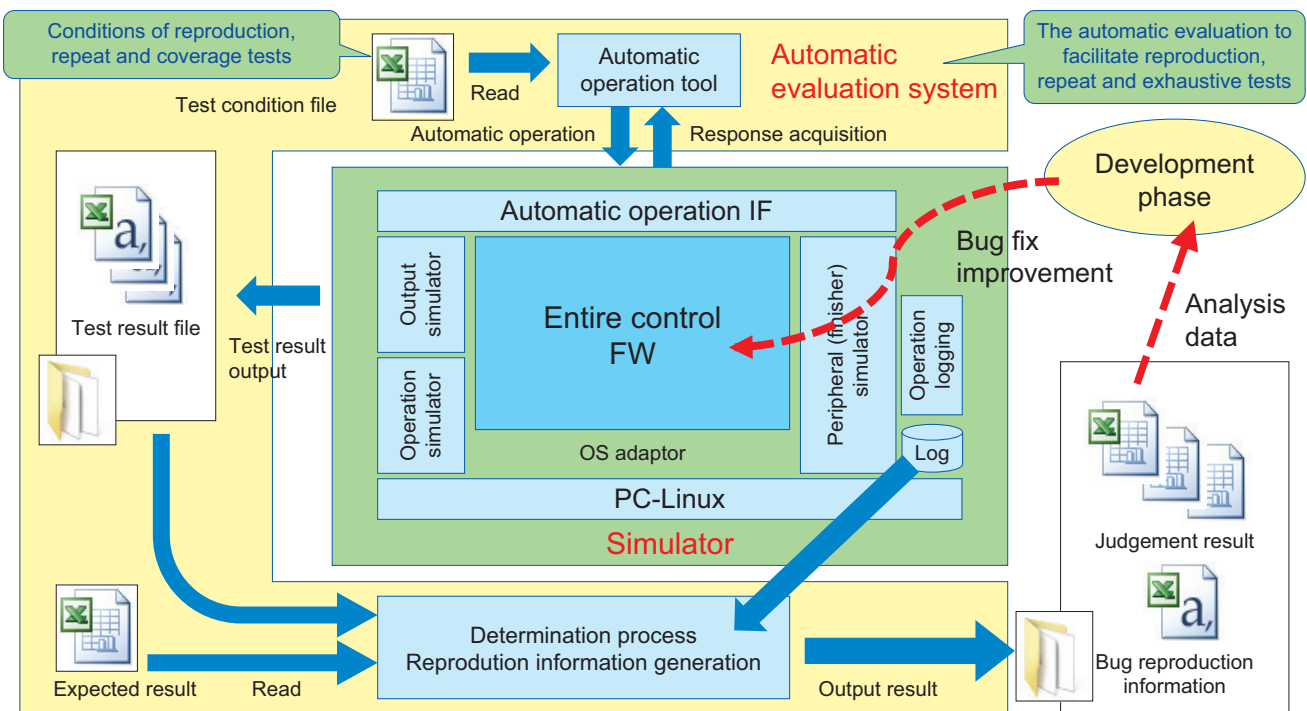 Conditions of reproduction,
repeat and coverage tests
Test condition file
Read
Automatic
operation tool
Automatic
evaluation system
The automatic evaluation to
facilitate reproduction,
repeat and exhaustive tests
Automatic operation
Response acquisition
Development
phase
Automatic operation IF
Output
simulator
Operation
simulator
Entire control
FW
Peripheral (finisher)
simulator
Operation
logging
Log
OS adaptor
PC-Linux
Simulator
Bug fix
improvement
Analysis
data
a,
Test result file
Test result
output
Expected result
Read
Determination process
Reprodution information generation
Output result
Judgement result
a,
Bug reproduction
information